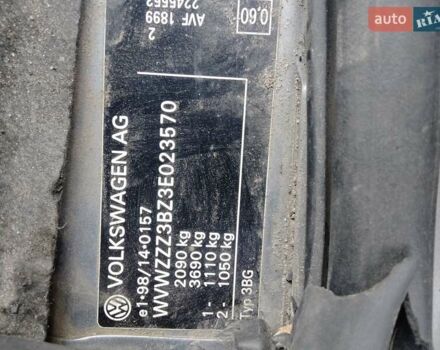 VOLKSWAGEN AG
e1*98/14*0157
WVWZZZ3BZ3E023570
2090 kg
3690 kg
1- 1110 kg
2- 1050 kg
Typ 3BG
2
AVF 1899
2245552
0,60
AUTO
RIA